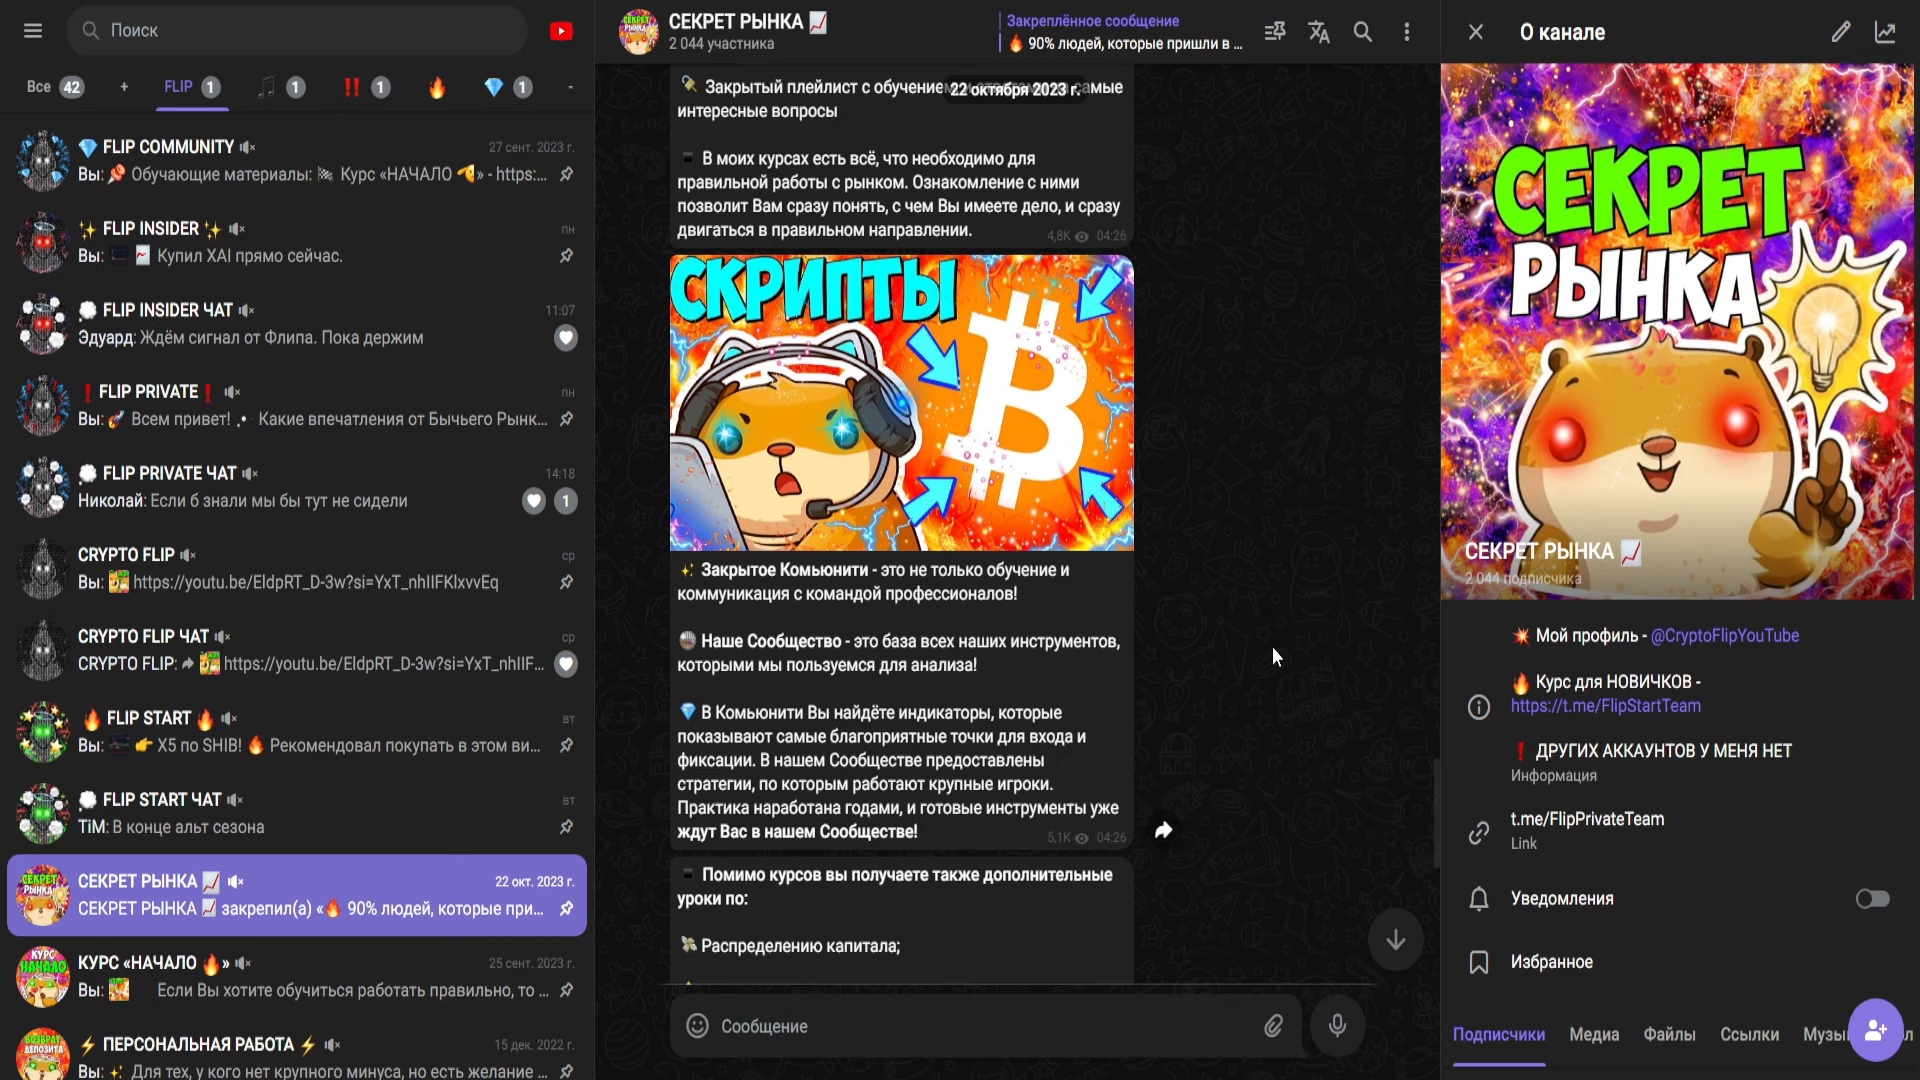 Поиск
Все 42
+
FLIP 1
1
1
1
FLIP COMMUNITY
27 сент. 2023 г.
Вы: Обучающие материалы: Курс «НАЧАЛО » - https:...
FLIP INSIDER
пн
Вы: Купил XAI прямо сейчас.
FLIP INSIDER ЧАТ
11:07
Эдуард: Ждём сигнал от Флипа. Пока держим
FLIP PRIVATE
пн
Вы: Всем привет! Какие впечатления от Бычьего Рынк...
FLIP PRIVATE ЧАТ
14:18
Николай: Если б знали мы бы тут не сидели
1
CRYPTO FLIP
ср
Вы: https://youtu.be/EldpRT_D-3w?si=YxT_nhIIFKlxvvEq
CRYPTO FLIP ЧАТ
ср
CRYPTO FLIP: https://youtu.be/EldpRT_D-3w?si=YxT_nhIIF...
FLIP START
вт
Вы: X5 по SHIB! Рекомендовал покупать в этом ви...
FLIP START ЧАТ
вт
TiM: В конце альт сезона
СЕКРЕТ РЫНКА
22 окт. 2023 г.
СЕКРЕТ РЫНКА закрепил(а) « 90% людей, которые при...
КУРС «НАЧАЛО »
25 сент. 2023 г.
Вы: Если Вы хотите обучиться работать правильно, то ...
ПЕРСОНАЛЬНАЯ РАБОТА
15 дек. 2022 г.
Вы: Для тех, у кого нет крупного минуса, но есть желание ...
СЕКРЕТ РЫНКА
2 044 участника
Закреплённое сообщение
90% людей, которые пришли в ...
22 октября 2023 г.
Закрытый плейлист с обучение самые
интересные вопросы
В моих курсах есть всё, что необходимо для
правильной работы с рынком. Ознакомление с ними
позволит Вам сразу понять, с чем Вы имеете дело, и сразу
двигаться в правильном направлении.
4,8K 04:26
СКРИПТЫ
Закрытое Комьюнити - это не только обучение и
коммуникация с командой профессионалов!
Наше Сообщество - это база всех наших инструментов,
которыми мы пользуемся для анализа!
В Комьюнити Вы найдёте индикаторы, которые
показывают самые благоприятные точки для входа и
фиксации. В нашем Сообществе предоставлены
стратегии, по которым работают крупные игроки.
Практика наработана годами, и готовые инструменты уже
ждут Вас в нашем Сообществе!
5,1K 04:26
Помимо курсов вы получаете также дополнительные
уроки по:
Распределению капитала;
Сообщение
О канале
СЕКРЕТ
РЫНКА
СЕКРЕТ РЫНКА
2 044 подписчика
Мой профиль - @CryptoFlipYouTube
Курс для НОВИЧКОВ -
https://t.me/FlipStartTeam
ДРУГИХ АККАУНТОВ У МЕНЯ НЕТ
Информация
t.me/FlipPrivateTeam
Link
Уведомления
Избранное
Подписчики Медиа Файлы Ссылки Музы